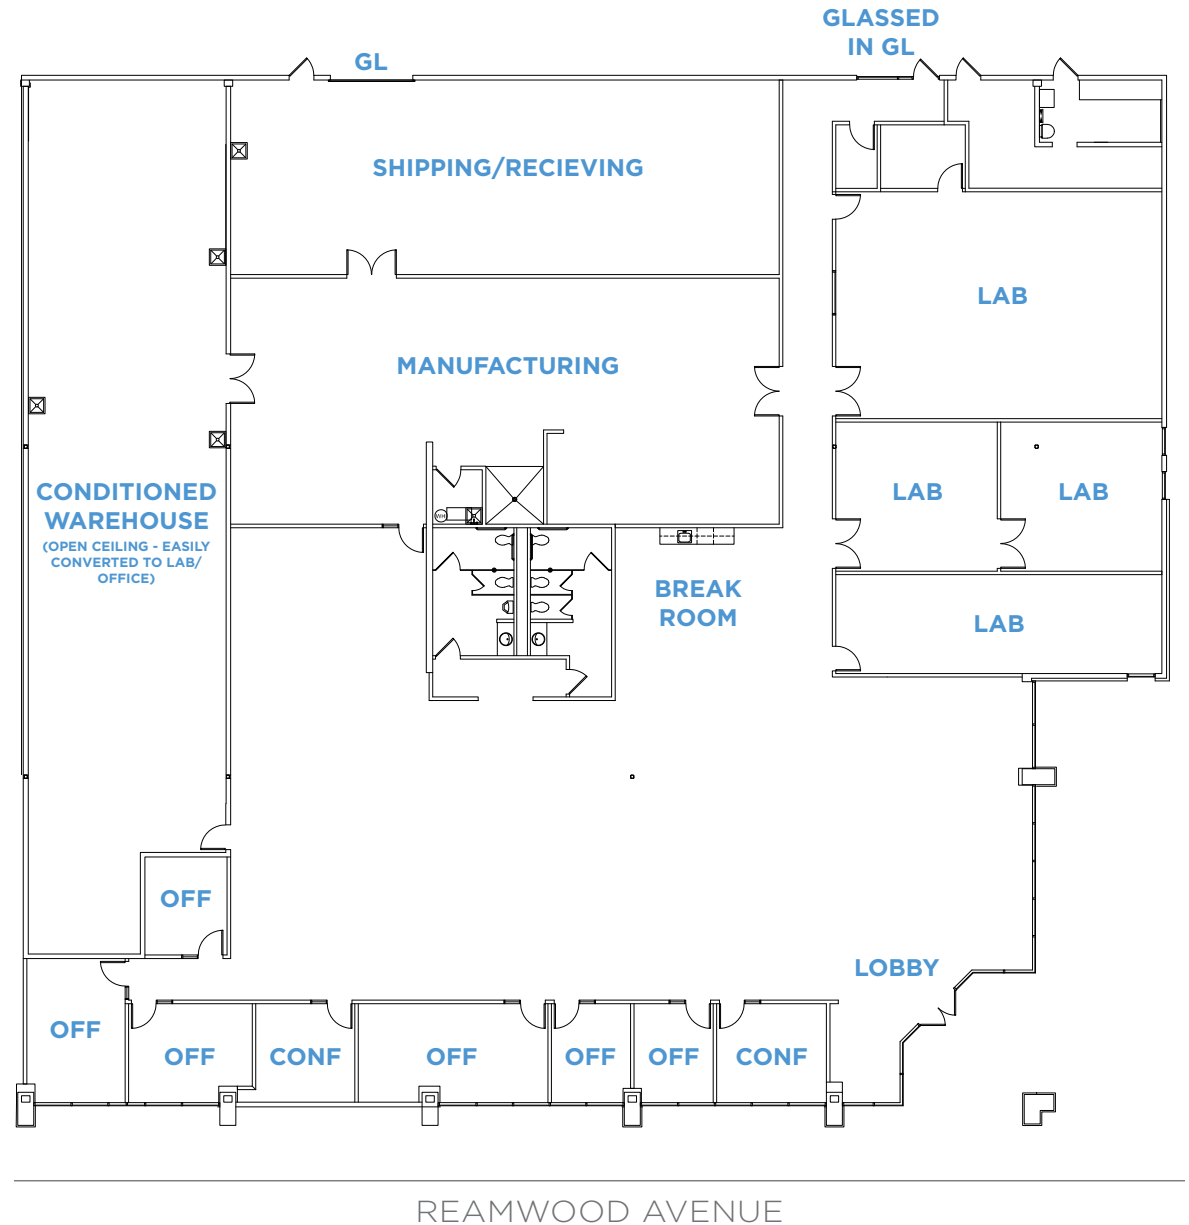 GLASSED
IN GL
GL
SHIPPING/RECIEVING
LAB
MANUFACTURING
CONDITIONED
WAREHOUSE
(OPEN CEILING - EASILY
CONVERTED TO LAB/
OFFICE)
LAB
LAB
WH
BREAK
ROOM
LAB
OFF
LOBBY
OFF
OFF
CONF
OFF
OFF
OFF
CONF
REAMWOOD AVENUE